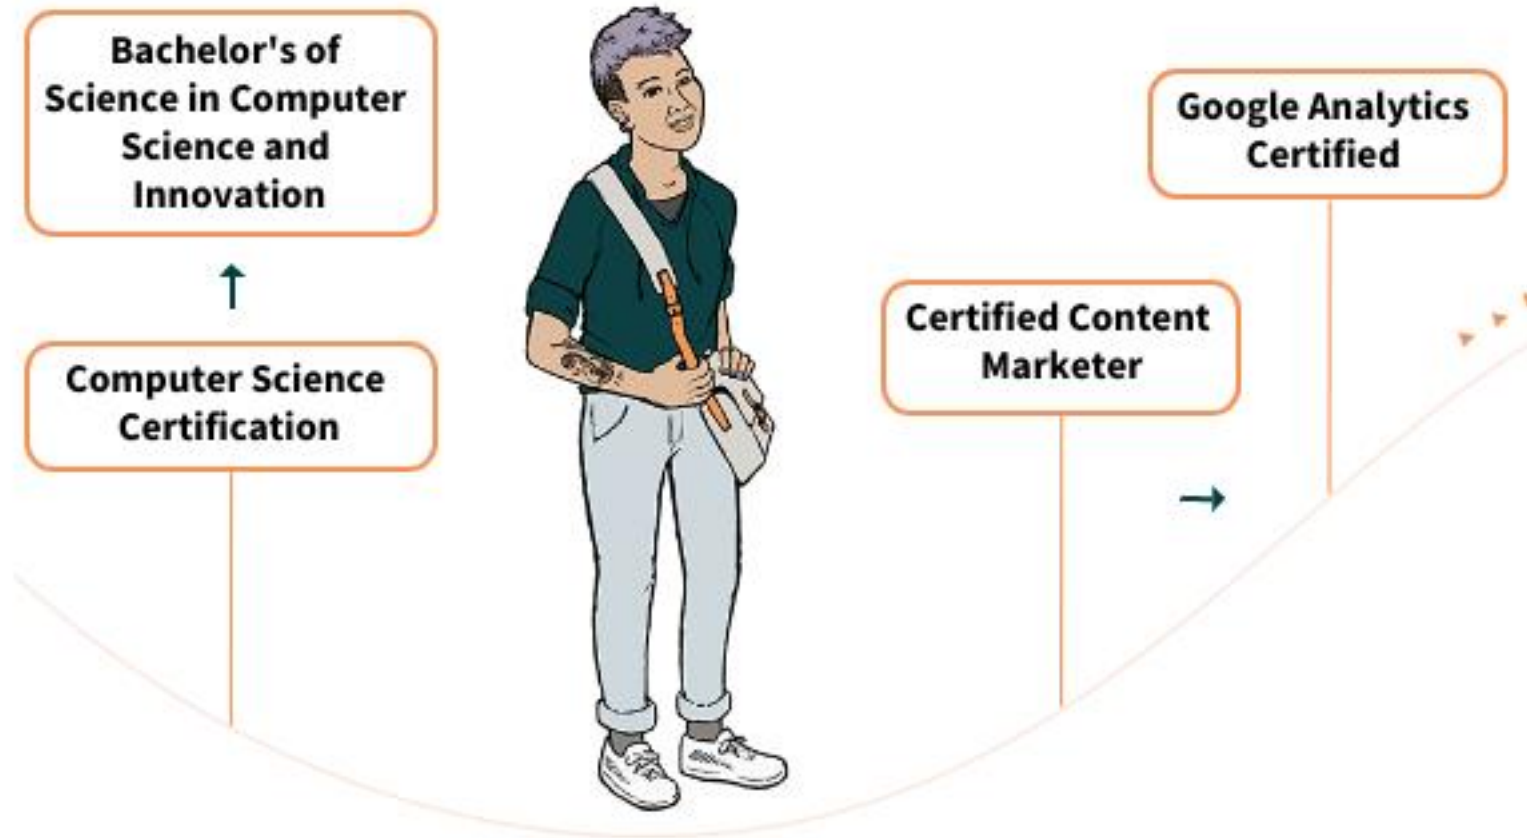 Bachelor's of
Science in Computer
Science and
Innovation
Computer Science
Certification
Certified Content
Marketer
Google Analytics
Certified